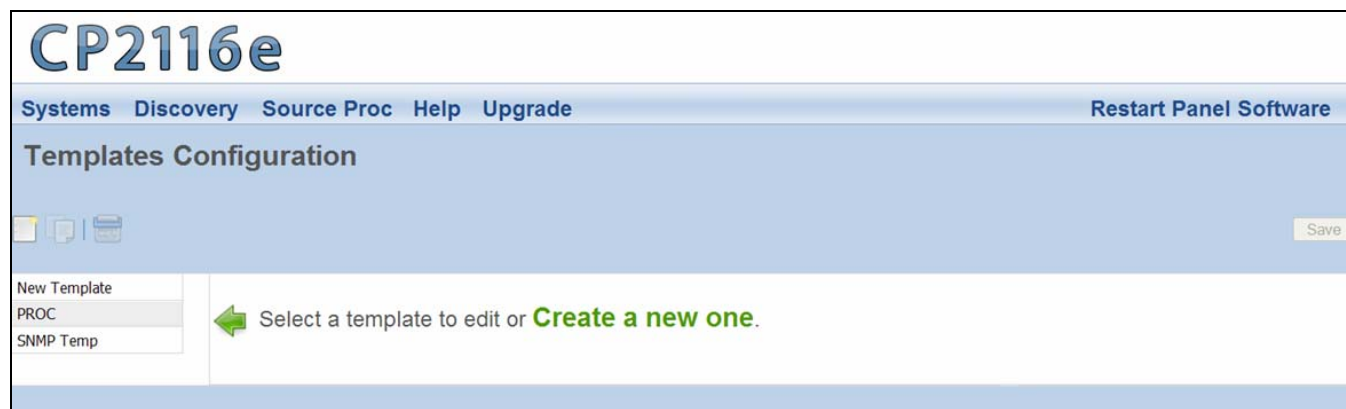 CP2116e
Systems Discovery Source Proc Help Upgrade Restart Panel Software
Templates Configuration
Save
New Template
PROC
SNMP Temp
Select a template to edit or Create a new one.